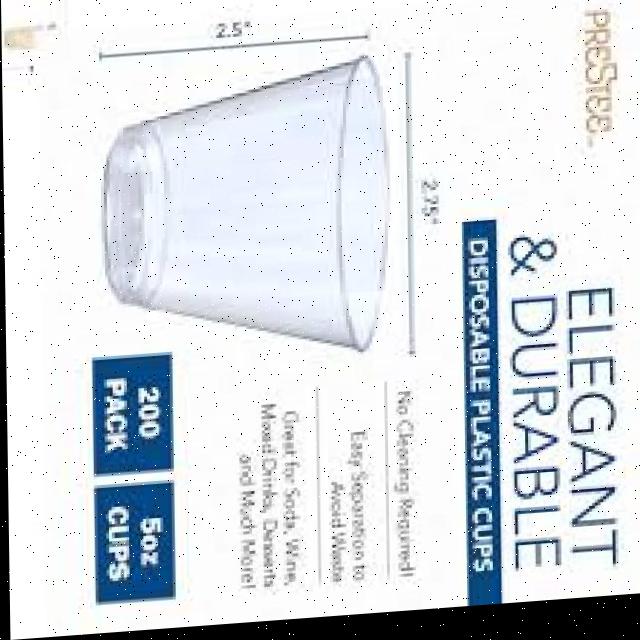 PRESTEE
ELEGANT
& DURABLE
DISPOSABLE PLASTIC CUPS
2.75"
2.5"
No Cleaning Required!
Easy Separation to
Avoid Waste
Great for Soda, Wine,
Mixed Drinks, Desserts
and Much More!
200
PACK
5oz
CUPS